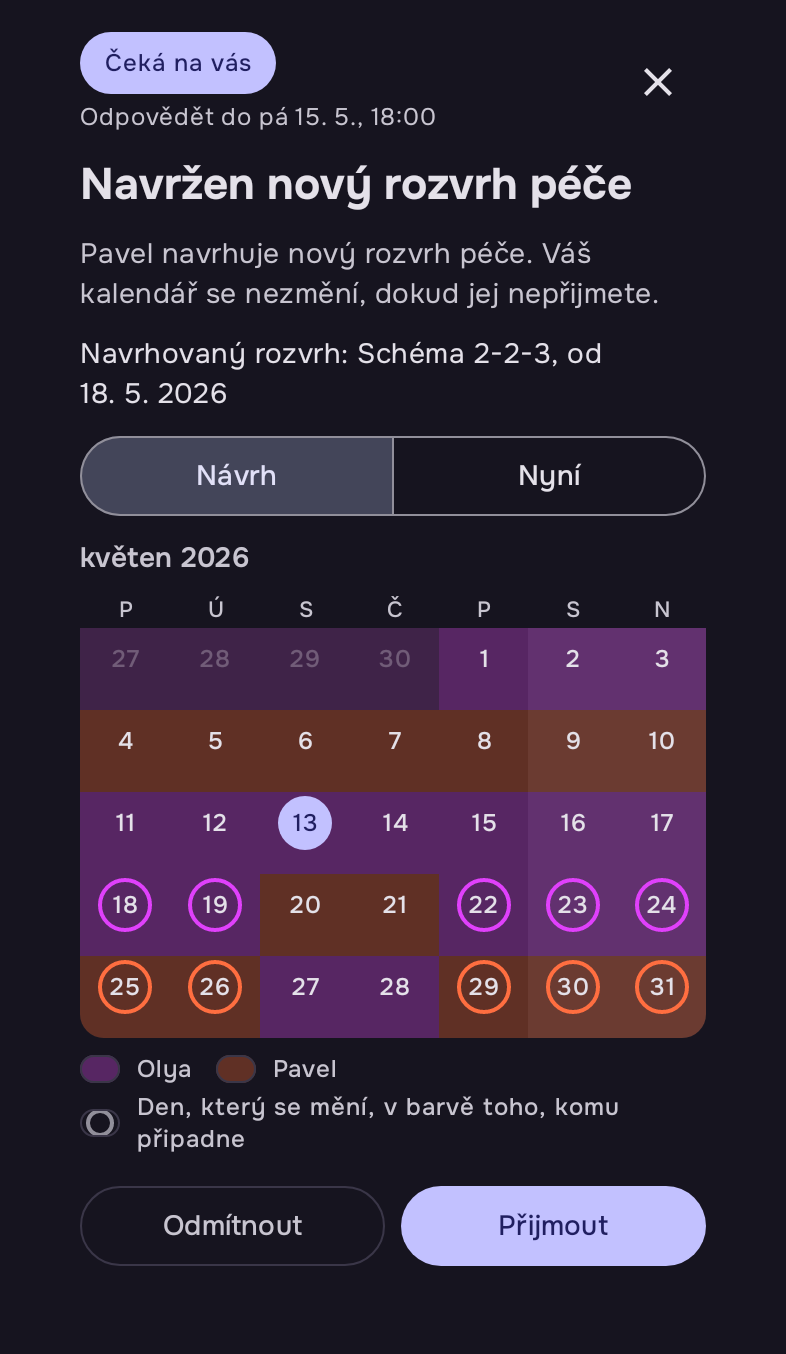 Čeká na vás
Odpovědět do pá 15. 5., 18:00
Navržen nový rozvrh péče
Pavel navrhuje nový rozvrh péče. Váš
kalendář se nezmění, dokud jej nepřijmete.
Navrhovaný rozvrh: Schéma 2-2-3, od
18. 5. 2026
Návrh Nyní
květen 2026
P Ú S Č P S N
27 28 29 30 1 2 3
4 5 6 7 8 9 10
11 12 13 14 15 16 17
18 19 20 21 22 23 24
25 26 27 28 29 30 31
Olya Pavel
Den, který se mění, v barvě toho, komu
připadne
Odmítnout Přijmout